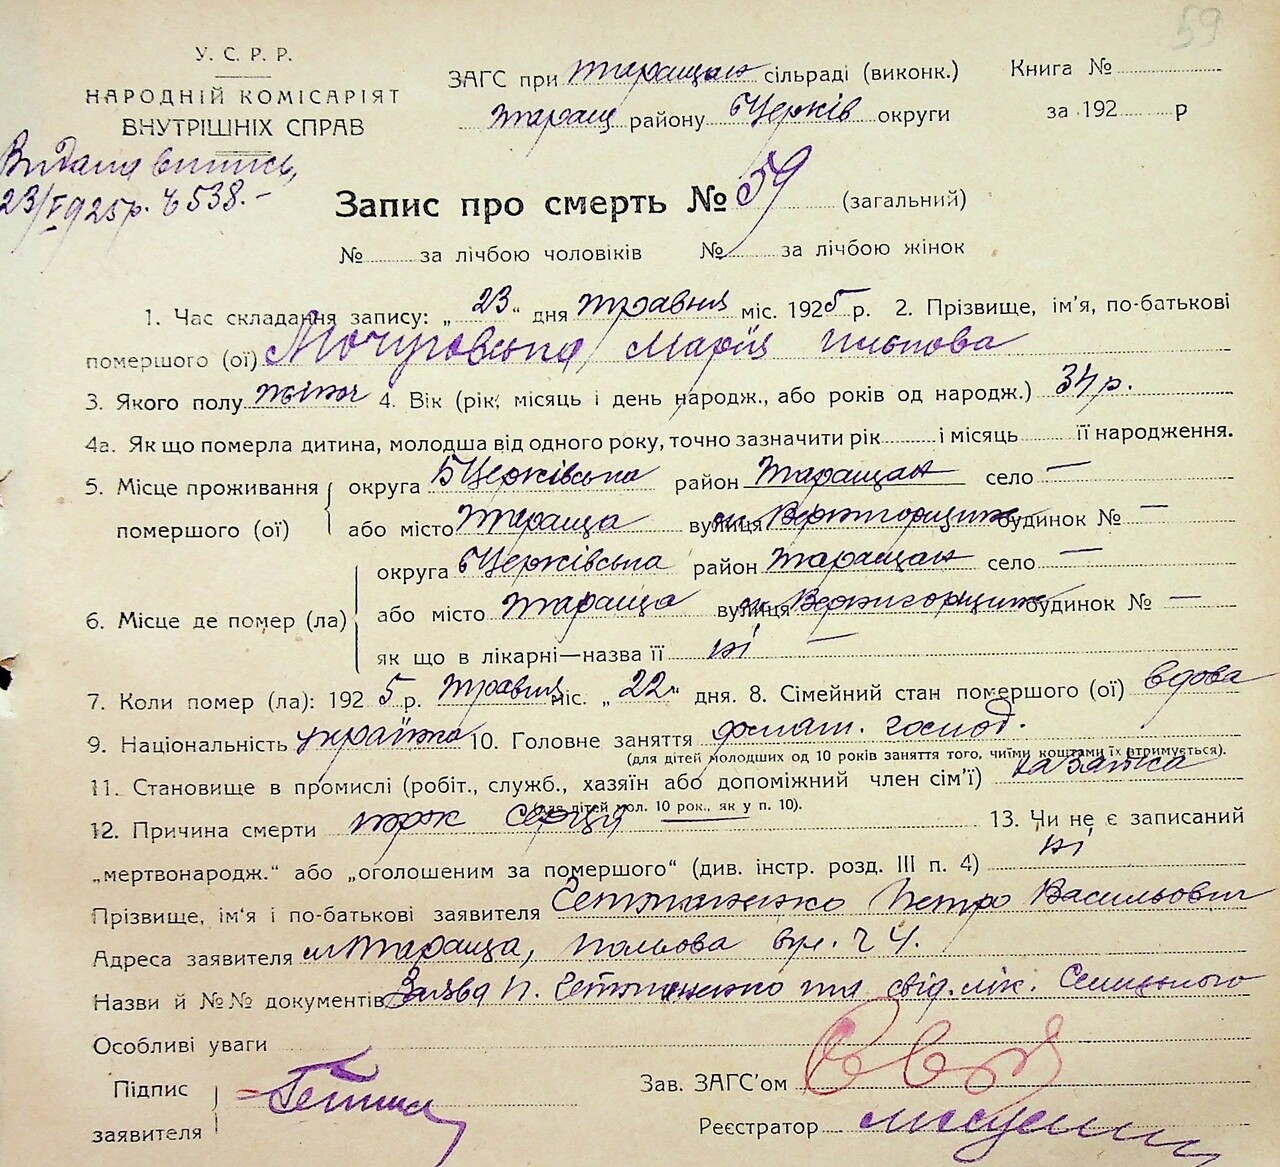 59
У. С. Р. Р.
НАРОДНІЙ КОМІСАРІЯТ
ВНУТРІШНІХ СПРАВ
Видана випись,
23/V 925р. № 538.-
ЗАГС при Таращан сільраді (виконк.)
Таращ району БЦерків округи
Книга №
за 192 р
Запис про смерть № 59 (загальний)
№ за лічбою чоловіків № за лічбою жінок
1. Час складання запису: „23“ дня травня міс. 1925 р. 2. Прізвище, ім'я, по-батькові
помершого (ої) Марія
3. Якого полу жіноч 4. Вік (рік, місяць і день народж., або років од народж.) 34 р.
4а. Як що померла дитина, молодша від одного року, точно зазначити рік і місяць її народження.
5. Місце проживання помершого (ої)
округа БЦерківська район Таращан село —
або місто Тараща вулиця будинок № —
6. Місце де помер (ла)
округа БЦерківська район Таращан село —
або місто Тараща вулиця будинок № —
як що в лікарні—назва її ні —
7. Коли помер (ла): 1925 р. травня міс. „22“ дня. 8. Сімейний стан помершого (ої) вдова
9. Національність українка 10. Головне заняття домаш. господ.
(для дітей молодших од 10 років заняття того, чиїми коштами їх утримується).
11. Становище в промислі (робіт., служб., хазяїн або допоміжний член сім'ї)
(для дітей мол. 10 рок., як у п. 10).
12. Причина смерти серця 13. Чи не є записаний
„мертвонародж.“ або „оголошеним за помершого“ (див. інстр. розд. III п. 4) ні
Прізвище, ім'я і по-батькові заявителя Петро Васильович
Адреса заявителя м Тараща, Польова вул. ч 4.
Назви й №№ документів Заява П. та свід. лік.
Особливі уваги
Підпис заявителя
Зав. ЗАГС'ом
Реєстратор